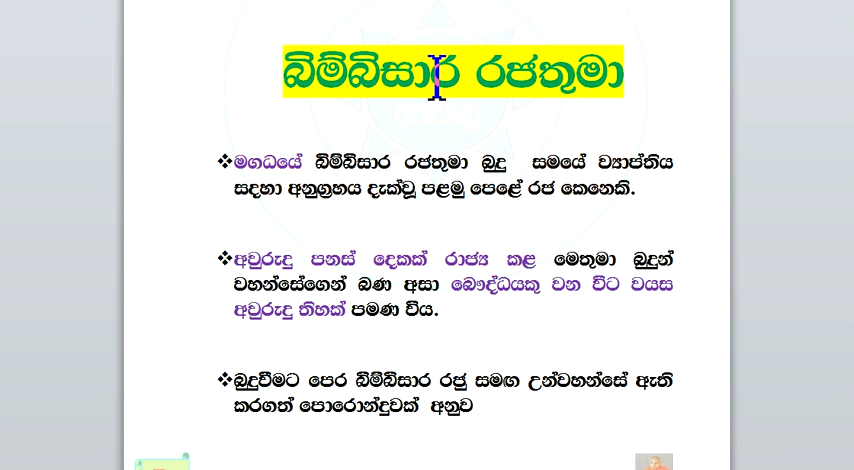 බිම්බිසාර රජතුමා
❖මගධයේ බිම්බිසාර රජතුමා බුදු සමයේ ව්‍යාප්තිය
සදහා අනුග්‍රහය දැක්වූ පළමු පෙළේ රජ කෙනෙකි.
❖අවුරුදු පනස් දෙකක් රාජ්‍ය කළ මෙතුමා බුදුන්
වහන්සේගෙන් බණ අසා බෞද්ධයකු වන විට වයස
අවුරුදු තිහක් පමණ විය.
❖බුදුවීමට පෙර බිම්බිසාර රජු සමඟ උන්වහන්සේ ඇති
කරගත් පොරොන්දුවක් අනුව